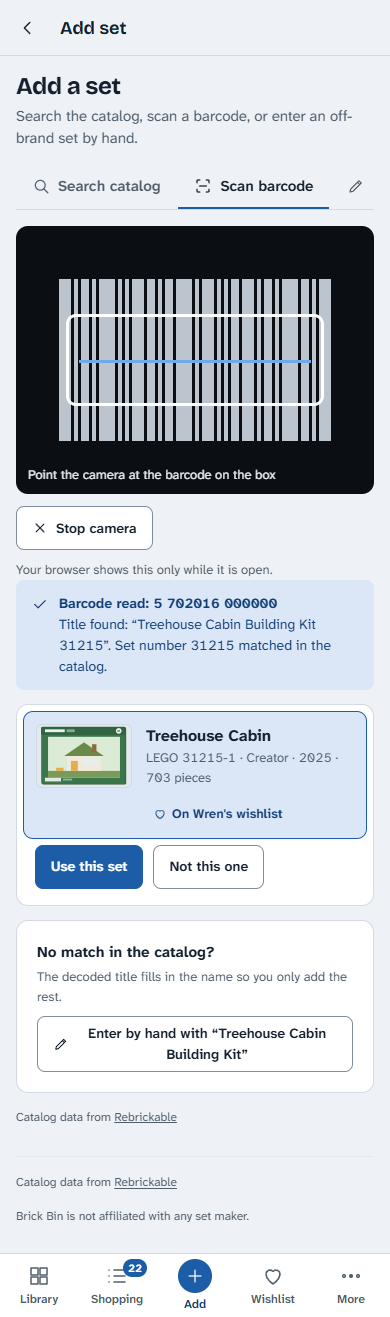 Add set
Add a set
Search the catalog, scan a barcode, or enter an off-
brand set by hand.
Search catalog
Scan barcode
Point the camera at the barcode on the box
Stop camera
Your browser shows this only while it is open.
Barcode read: 5 702016 000000
Title found: “Treehouse Cabin Building Kit
31215”. Set number 31215 matched in the
catalog.
Treehouse Cabin
LEGO 31215-1 · Creator · 2025 ·
703 pieces
On Wren's wishlist
Use this set
Not this one
No match in the catalog?
The decoded title fills in the name so you only add the
rest.
Enter by hand with “Treehouse Cabin
Building Kit”
Catalog data from Rebrickable
Catalog data from Rebrickable
Brick Bin is not affiliated with any set maker.
22
Library
Shopping
Add
Wishlist
More